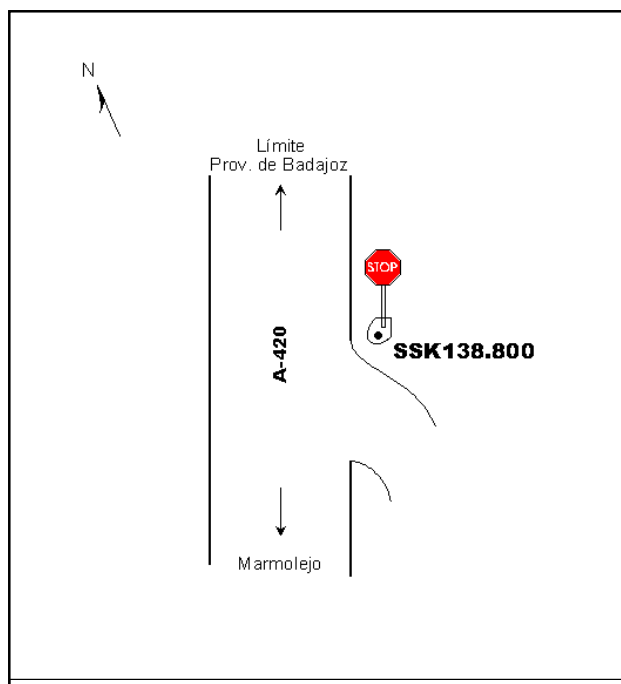 N
Límite
Prov. de Badajoz
STOP
SSK138.800
A-420
Marmolejo